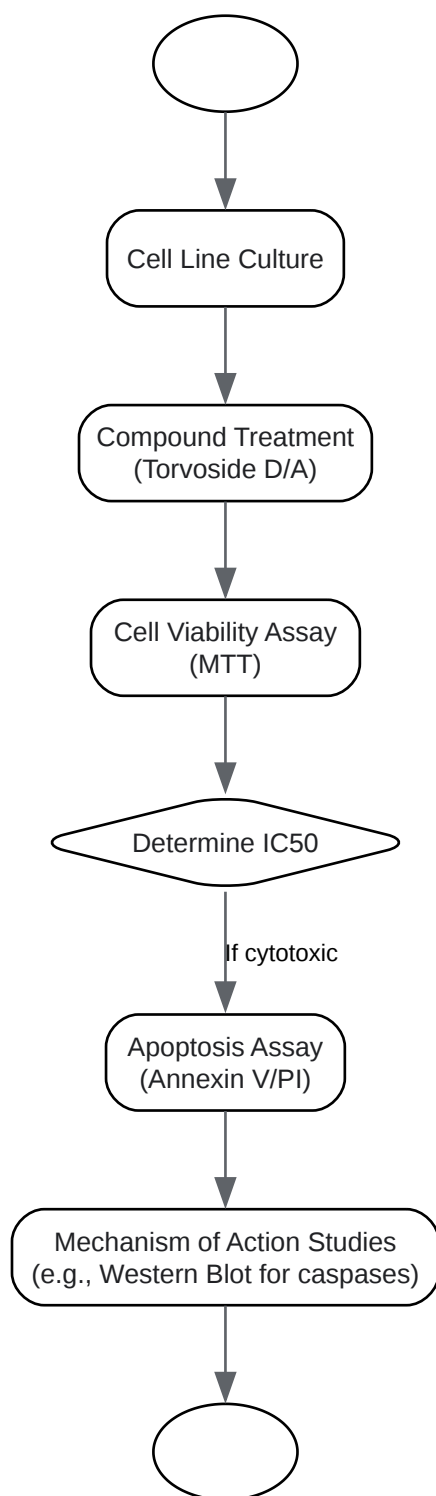 Cell Line Culture
Compound Treatment
(Torvoside D/A)
Cell Viability Assay
(MTT)
Determine IC50
If cytotoxic
Apoptosis Assay
(Annexin V/PI)
Mechanism of Action Studies
(e.g., Western Blot for caspases)